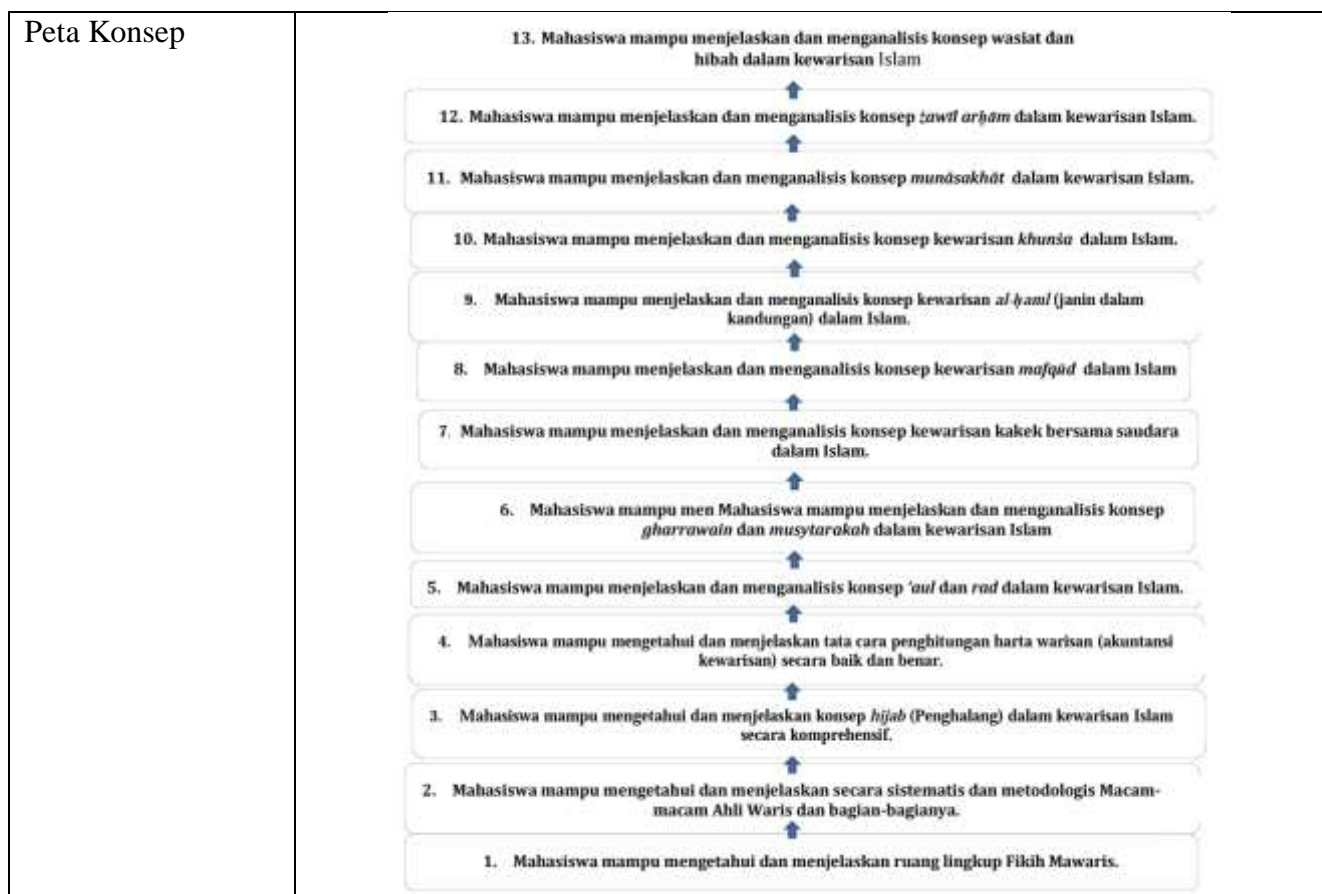 Peta Konsep
13. Mahasiswa mampu menjelaskan dan menganalisis konsep wasiat dan
hibah dalam kewarisan Islam
12. Mahasiswa mampu menjelaskan dan menganalisis konsep żawil arḥām dalam kewarisan Islam.
11. Mahasiswa mampu menjelaskan dan menganalisis konsep munāsakhāt dalam kewarisan Islam.
10. Mahasiswa mampu menjelaskan dan menganalisis konsep kewarisan khunṡa dalam Islam.
9. Mahasiswa mampu menjelaskan dan menganalisis konsep kewarisan al-ḥaml (janin dalam
kandungan) dalam Islam.
8. Mahasiswa mampu menjelaskan dan menganalisis konsep kewarisan mafqūd dalam Islam
7. Mahasiswa mampu menjelaskan dan menganalisis konsep kewarisan kakek bersama saudara
dalam Islam.
6. Mahasiswa mampu men Mahasiswa mampu menjelaskan dan menganalisis konsep
gharrawain dan musytarakah dalam kewarisan Islam
5. Mahasiswa mampu menjelaskan dan menganalisis konsep ‘aul dan rad dalam kewarisan Islam.
4. Mahasiswa mampu mengetahui dan menjelaskan tata cara penghitungan harta warisan (akuntansi
kewarisan) secara baik dan benar.
3. Mahasiswa mampu mengetahui dan menjelaskan konsep hijab (Penghalang) dalam kewarisan Islam
secara komprehensif.
2. Mahasiswa mampu mengetahui dan menjelaskan secara sistematis dan metodologis Macam-
macam Ahli Waris dan bagian-bagianya.
1. Mahasiswa mampu mengetahui dan menjelaskan ruang lingkup Fikih Mawaris.